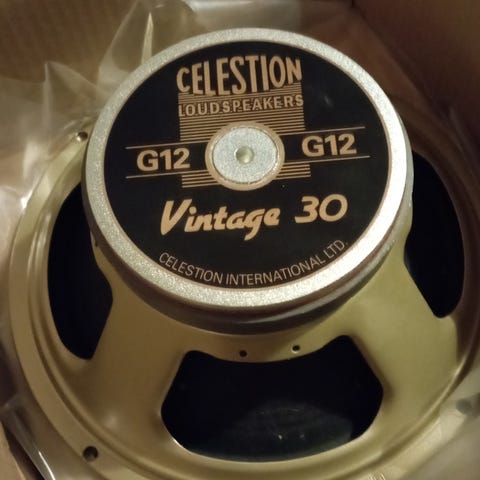 CELESTION
LOUDSPEAKERS
G12 G12
Vintage 30
CELESTION INTERNATIONAL LTD.